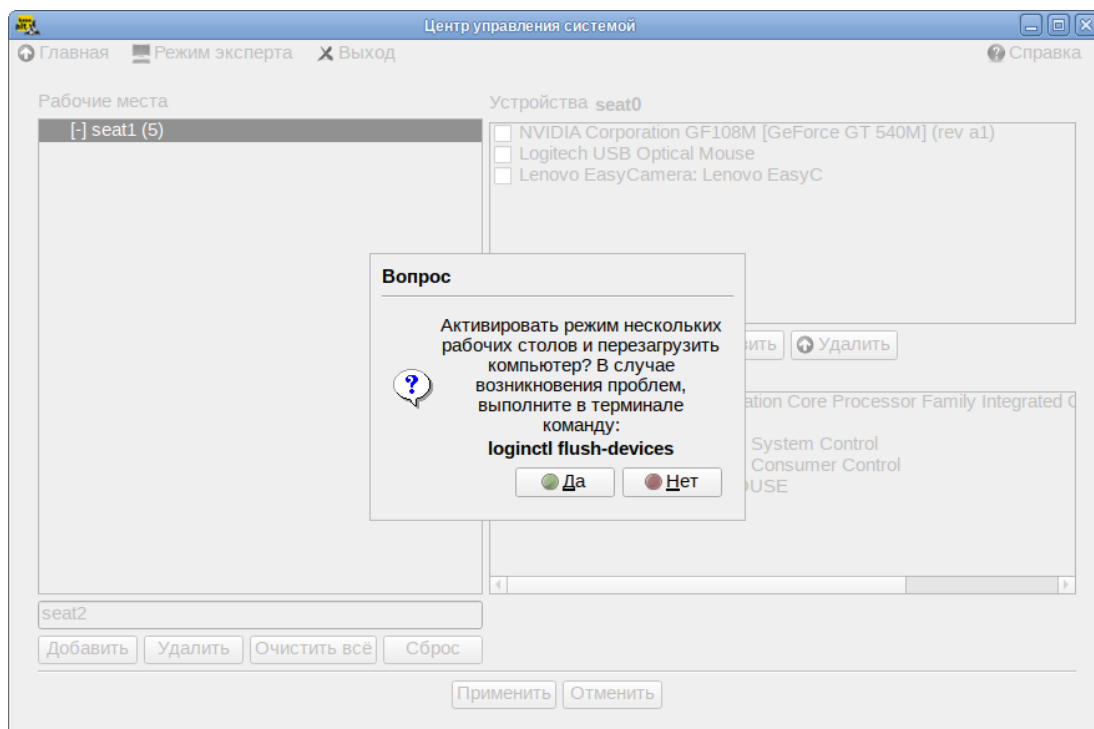 Центр управления системой
Главная Режим эксперта Выход Справка
Рабочие места
[-] seat1 (5)
Устройства seat0
NVIDIA Corporation GF108M [GeForce GT 540M] (rev a1)
Logitech USB Optical Mouse
Lenovo EasyCamera: Lenovo EasyC
Вопрос
Активировать режим нескольких
рабочих столов и перезагрузить
компьютер? В случае
возникновения проблем,
выполните в терминале
команду:
loginctl flush-devices
Да Нет
Удалить
Core Processor Family Integrated
System Control
Consumer Control
seat2
Добавить Удалить Очистить всё Сброс
Применить Отменить